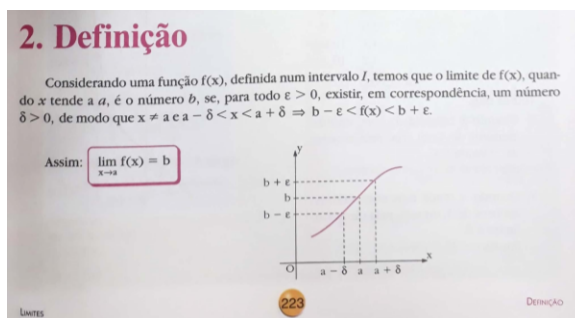 2. Definição
Considerando uma função f(x), definida num intervalo I, temos que o limite de f(x), quan-
do x tende a a, é o número b, se, para todo ε > 0, existir, em correspondência, um número
δ > 0, de modo que x ≠ a e a − δ < x < a + δ ⇒ b − ε < f(x) < b + ε.
Assim: lim f(x) = b
x→a
y
b + ε
b
b − ε
O a − δ a a + δ x
LIMITES 223 DEFINIÇÃO